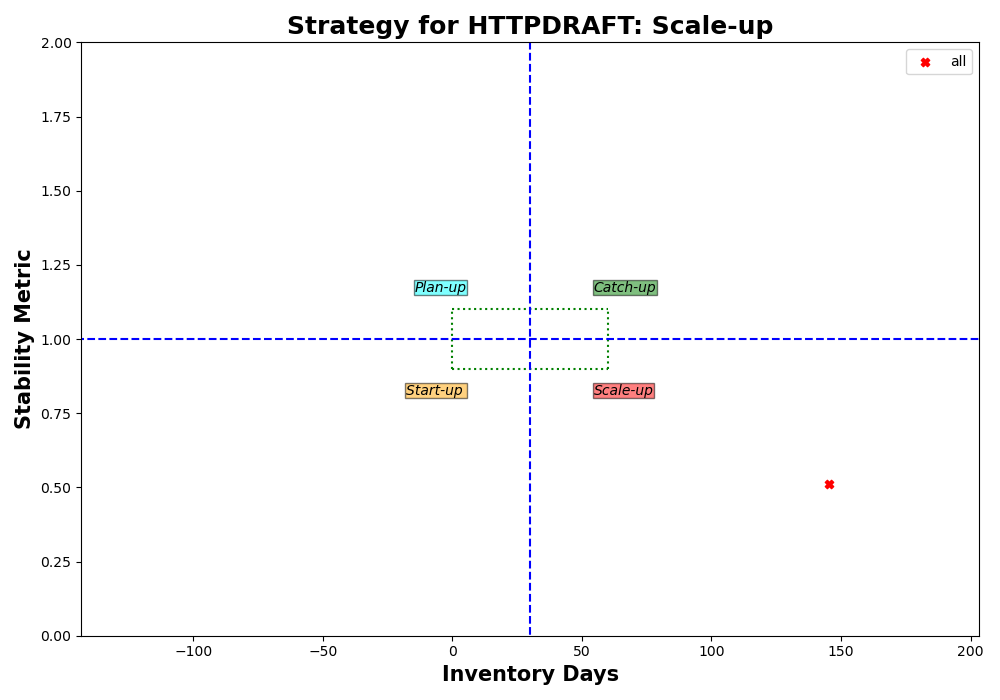 Strategy for HTTPDRAFT: Scale-up
2.00
all
1.75
1.50
1.25
Plan-up
Catch-up
1.00
Start-up
Scale-up
0.75
0.50
0.25
0.00
−100
−50
0
50
100
150
200
Stability Metric
Inventory Days